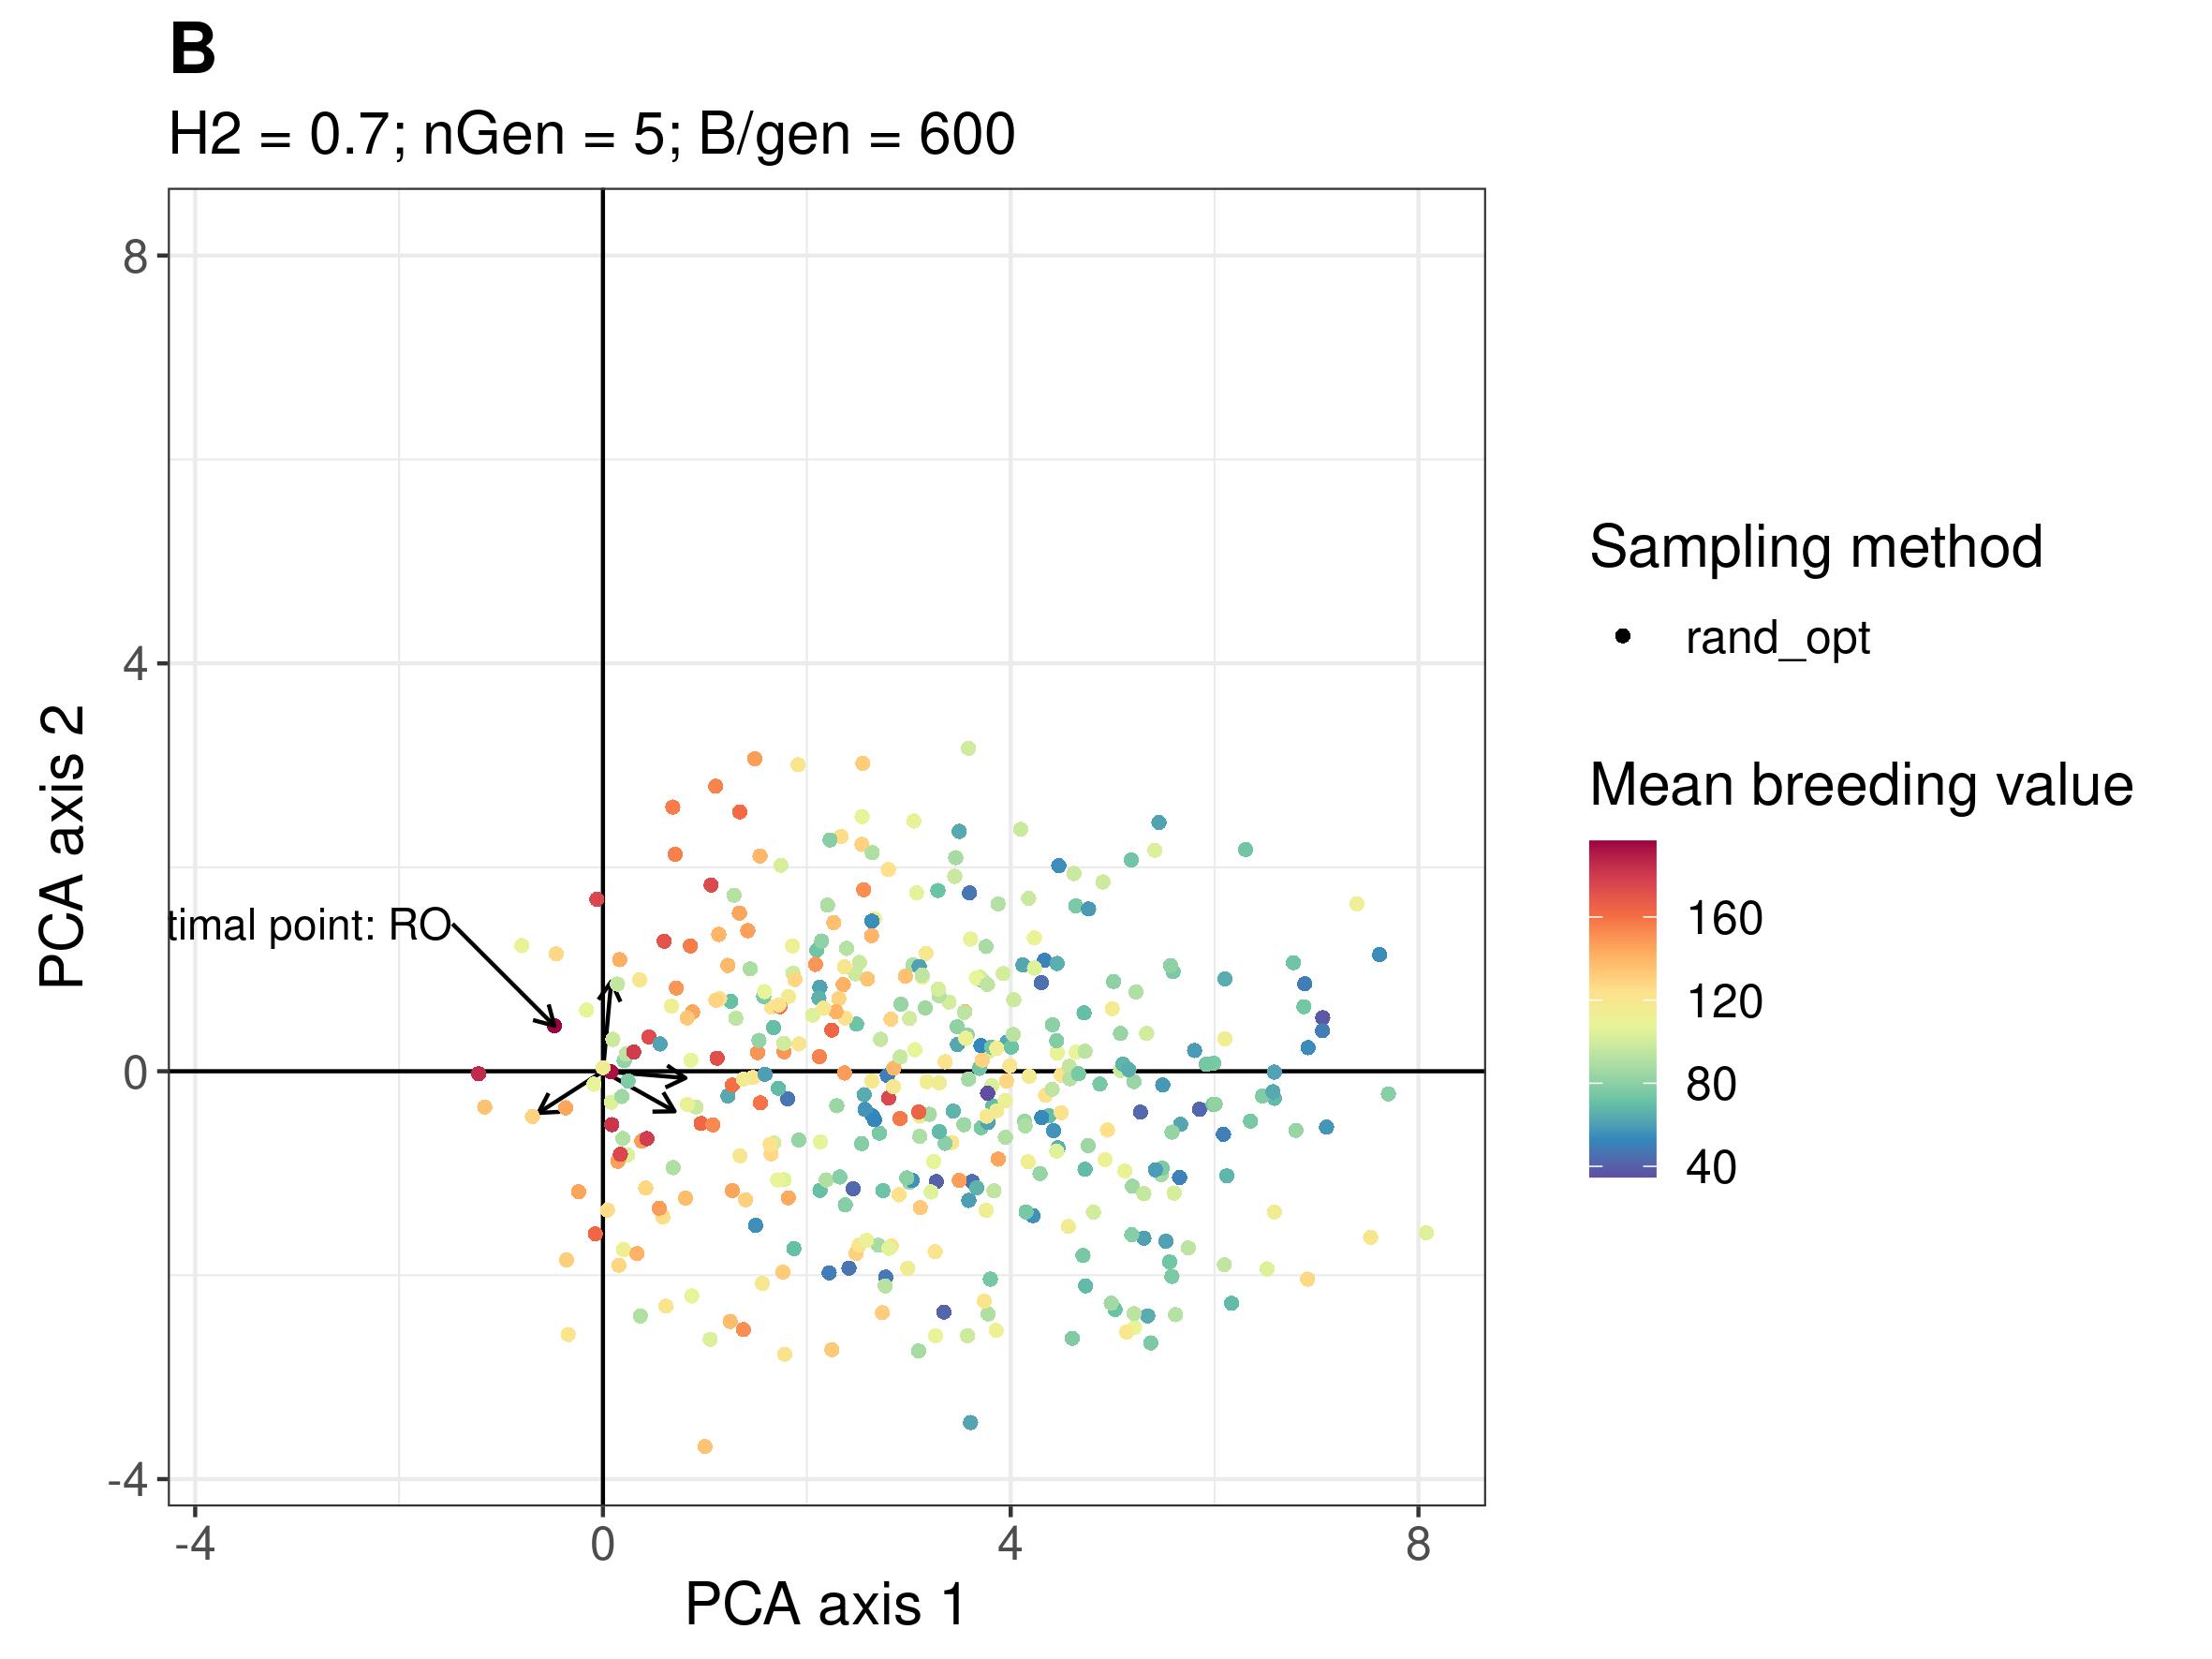 B
H2 = 0.7; nGen = 5; B/gen = 600
8
4
0
-4
-4
0
4
8
PCA axis 1
PCA axis 2
timal point: RO
Sampling method
rand_opt
Mean breeding value
160
120
80
40